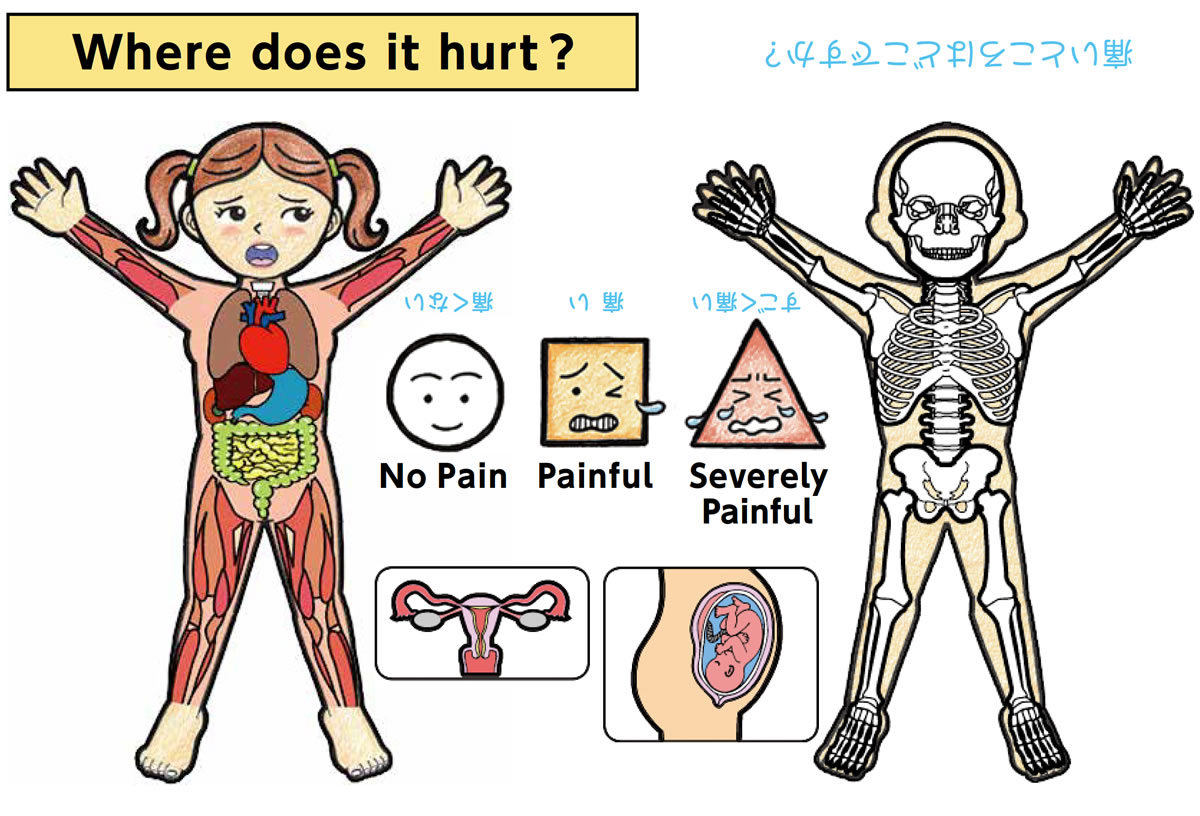 Where does it hurt?
痛いところはどこですか？
痛くない
痛い
すごく痛い
No Pain
Painful
Severely
Painful